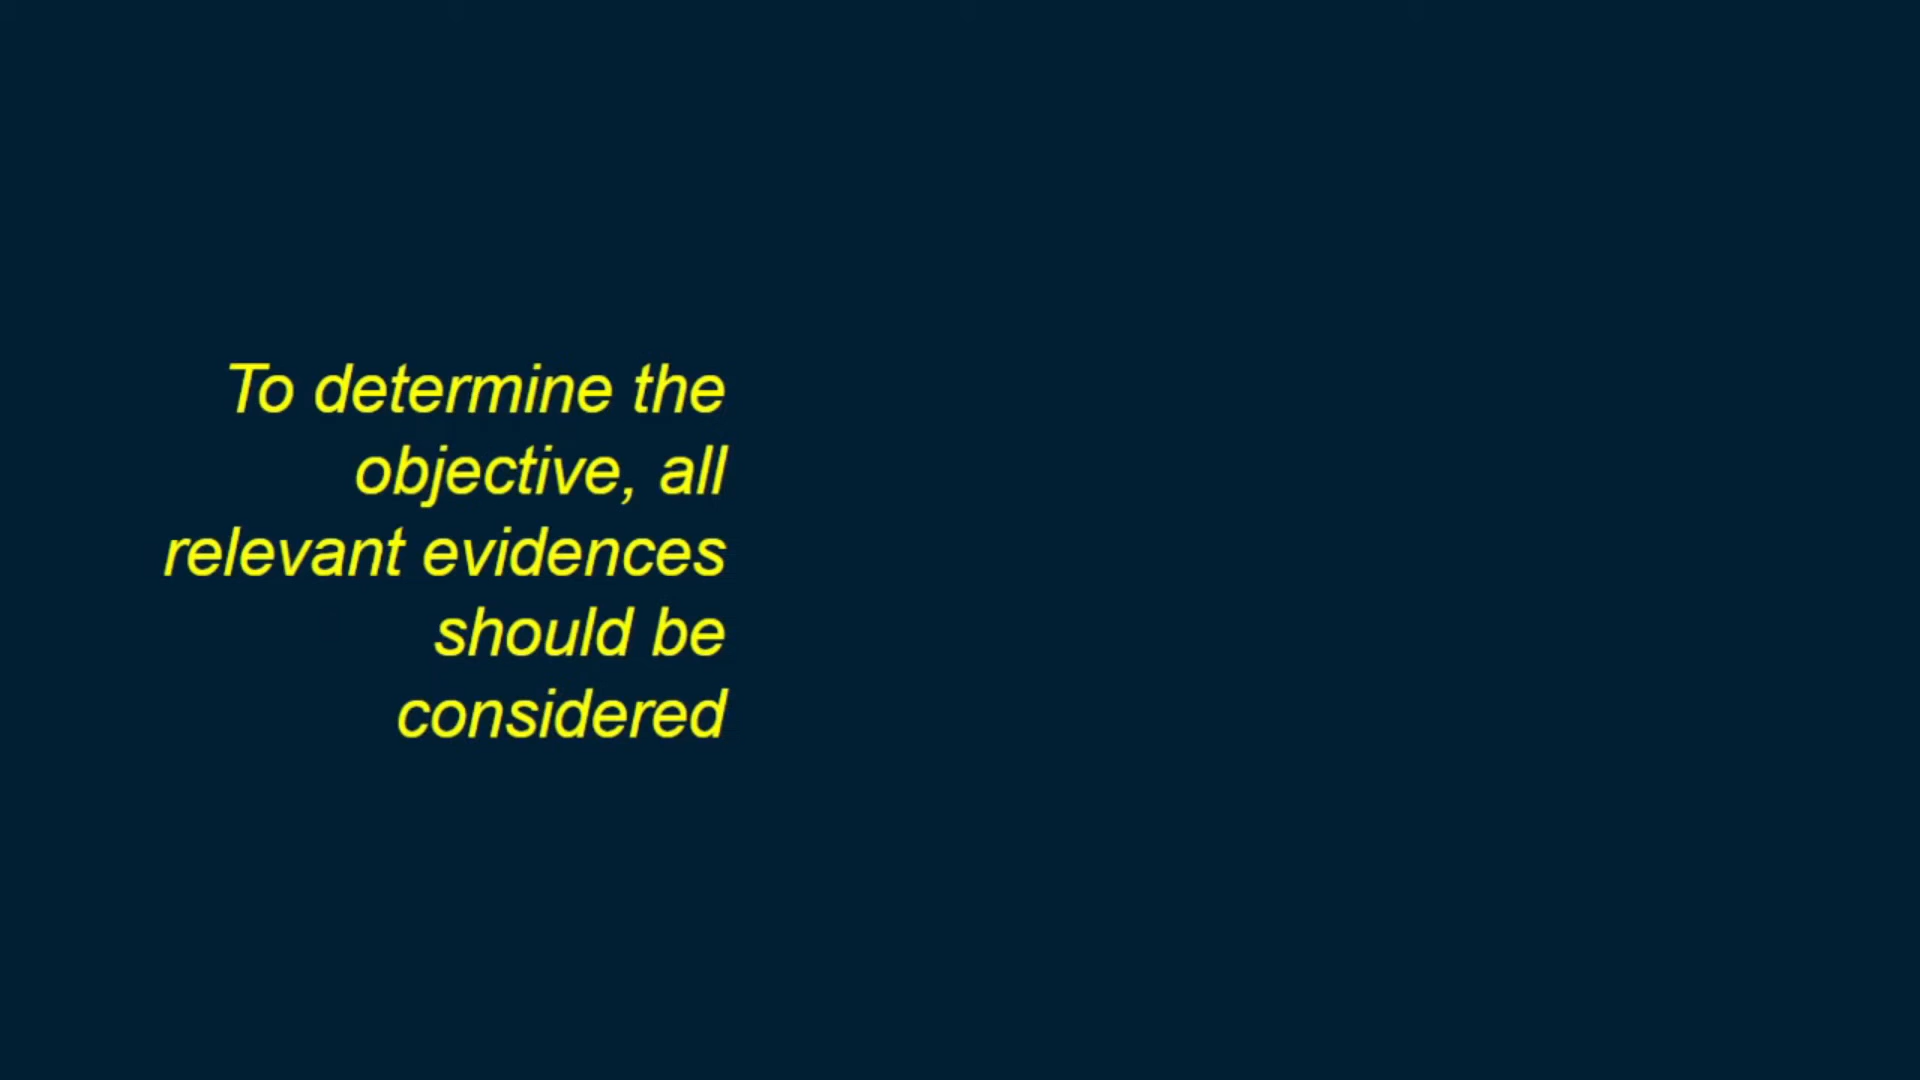 To determine the
objective, all
relevant evidences
should be
considered